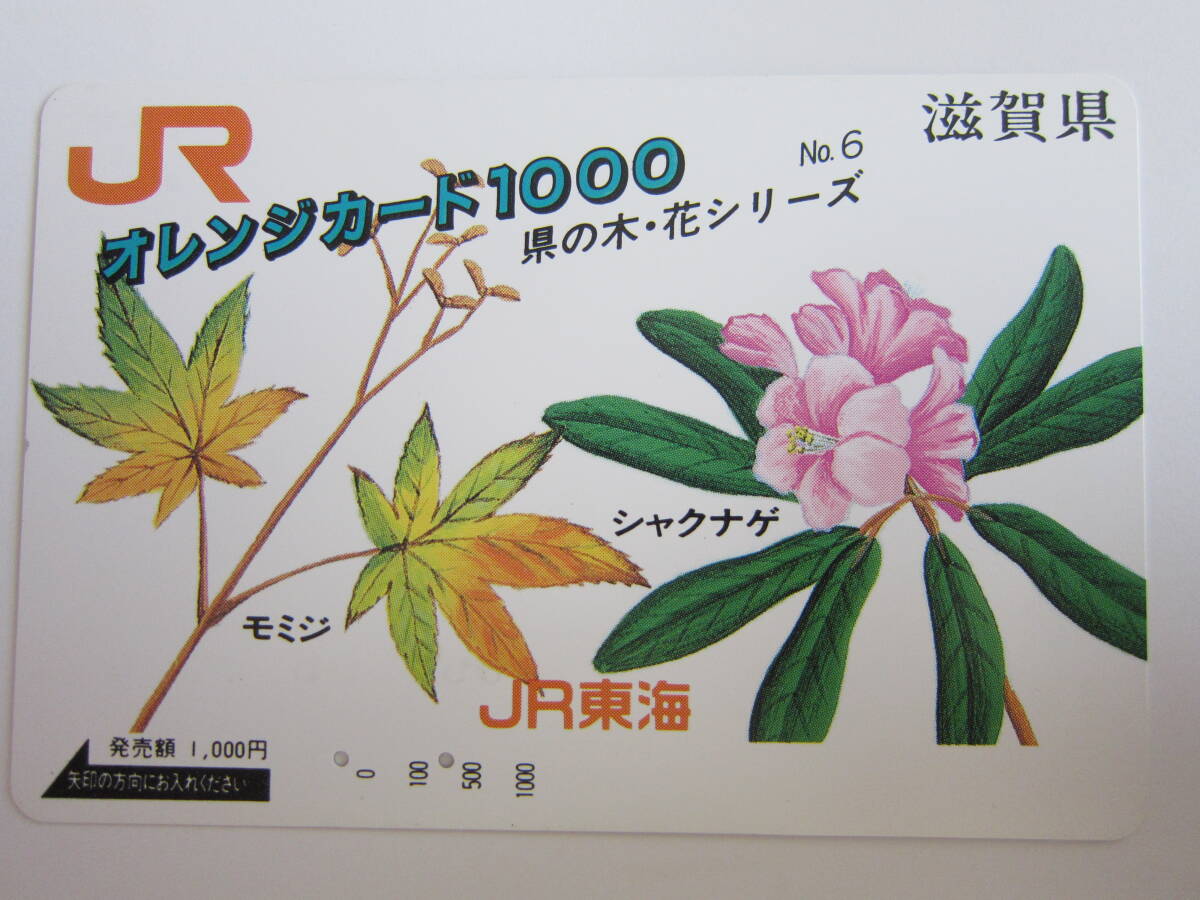 JR
滋賀県
オレンジカード1000
No.6
県の木・花シリーズ
シャクナゲ
モミジ
JR東海
発売額 1,000円
矢印の方向にお入れください
0 100 500 1000